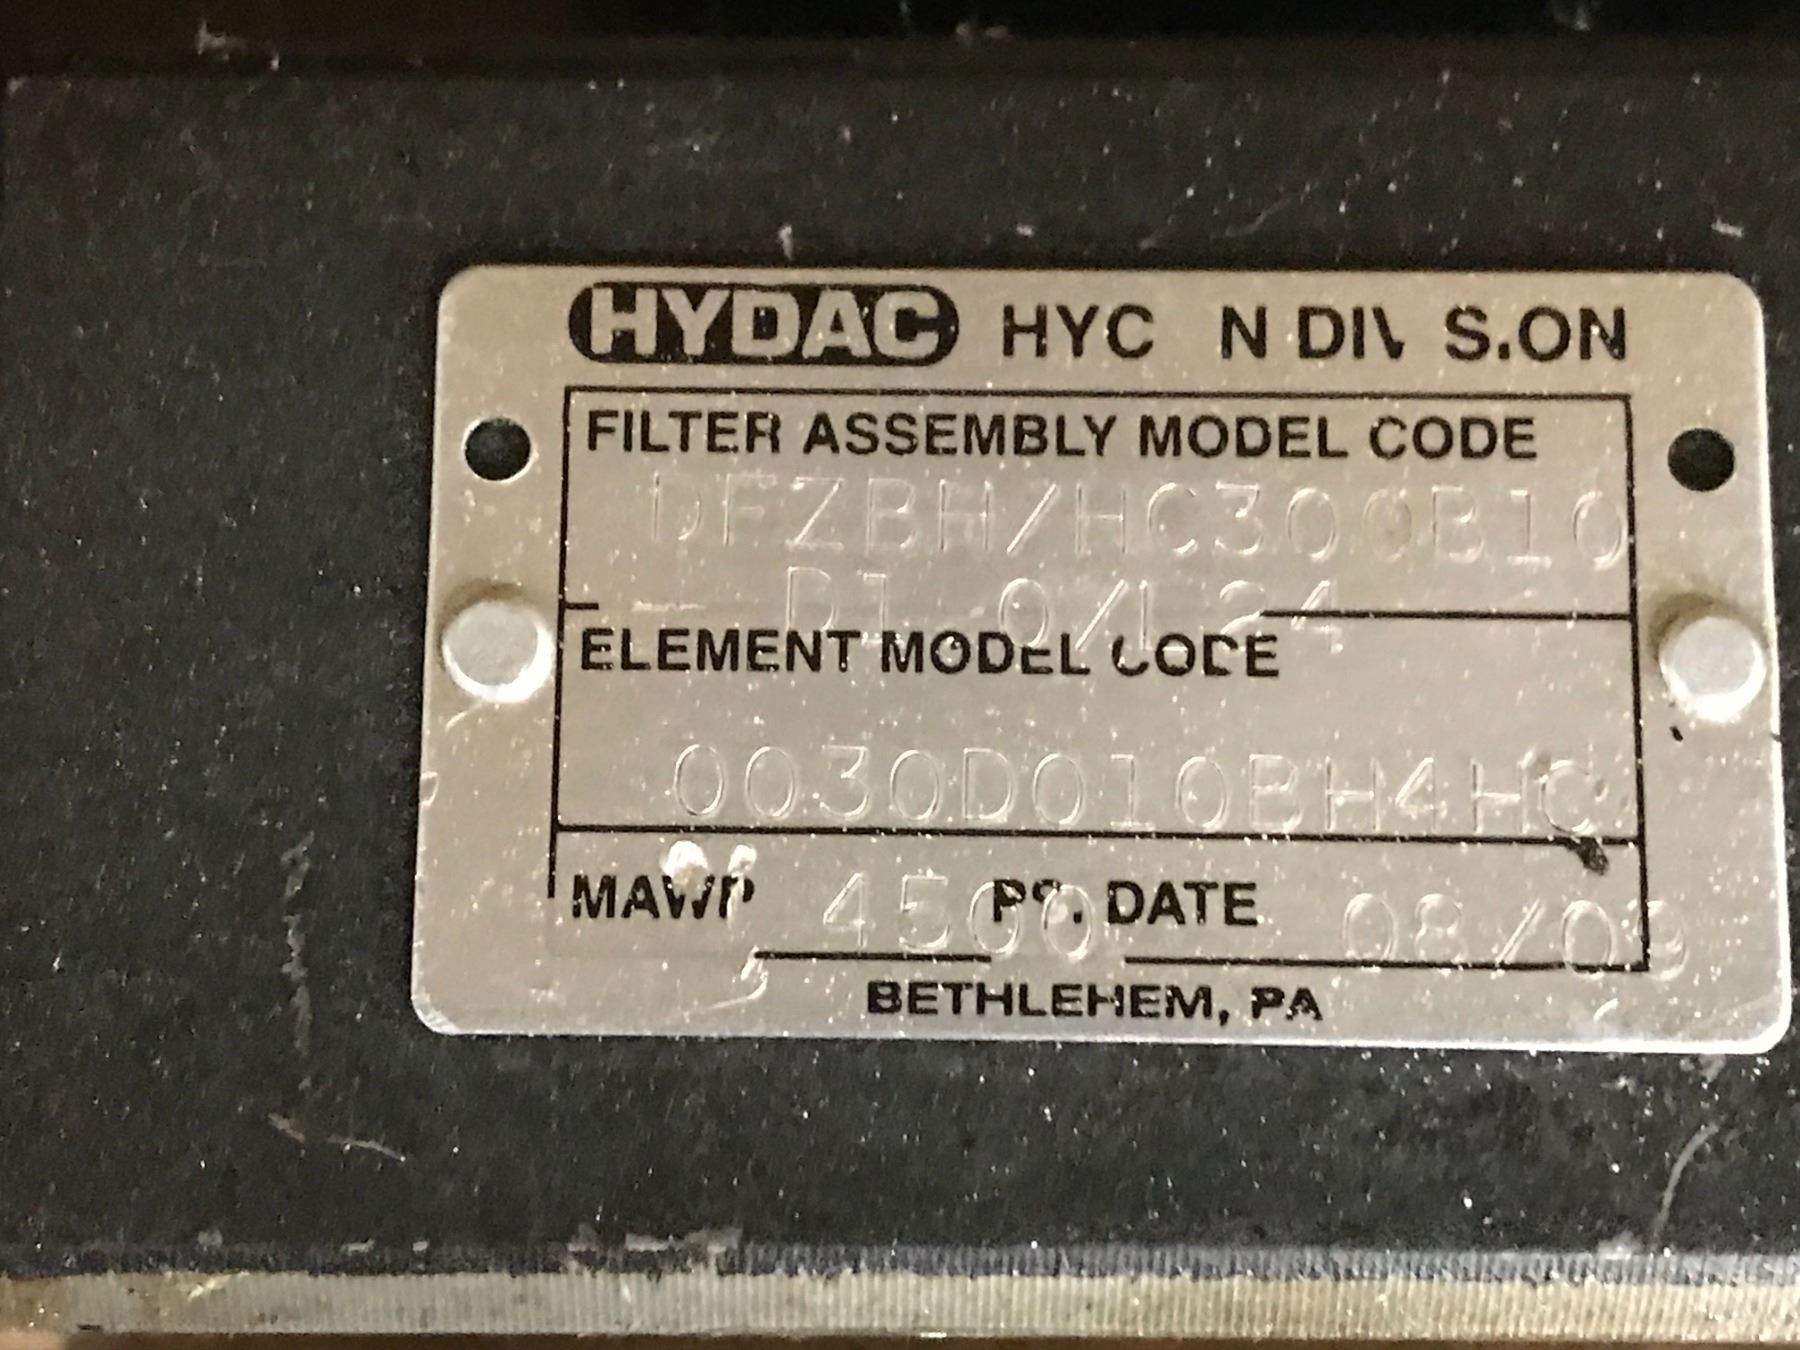 HYDAC HYC N DIV S.ON
FILTER ASSEMBLY MODEL CODE
DFZBH/HC300B10
- D1.0/L24
ELEMENT MODEL CODE
0030D010BH4HC
MAWP 4500 PS. DATE 08/09
BETHLEHEM, PA